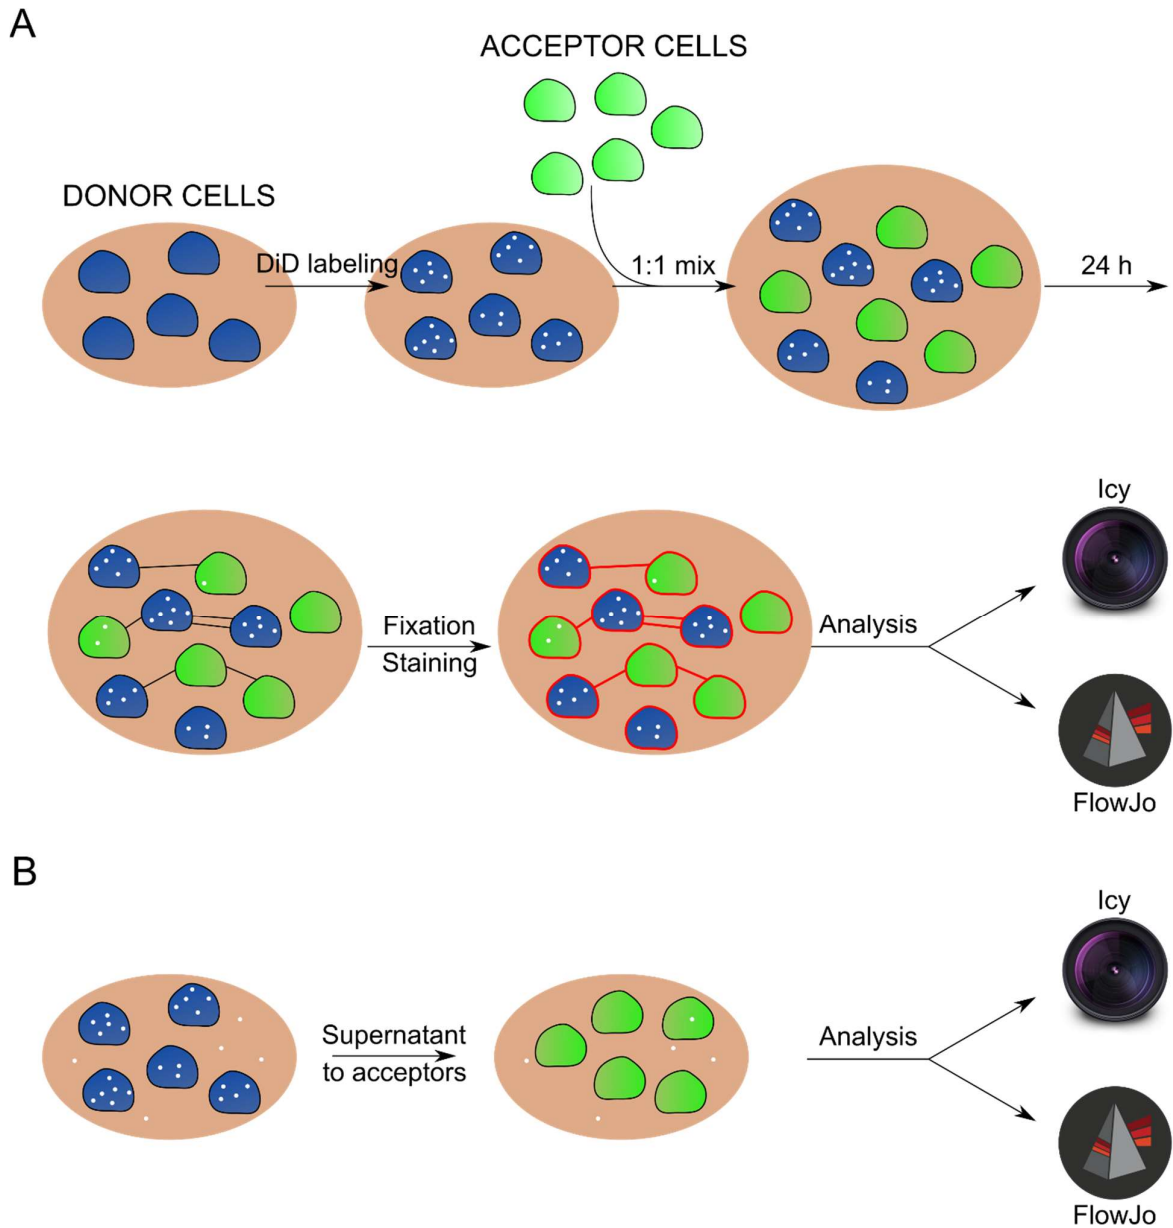 A
ACCEPTOR CELLS
DONOR CELLS
DiD labeling
1:1 mix
24 h
Icy
Fixation
Staining
Analysis
FlowJo
B
Icy
Supernatant
to acceptors
Analysis
FlowJo